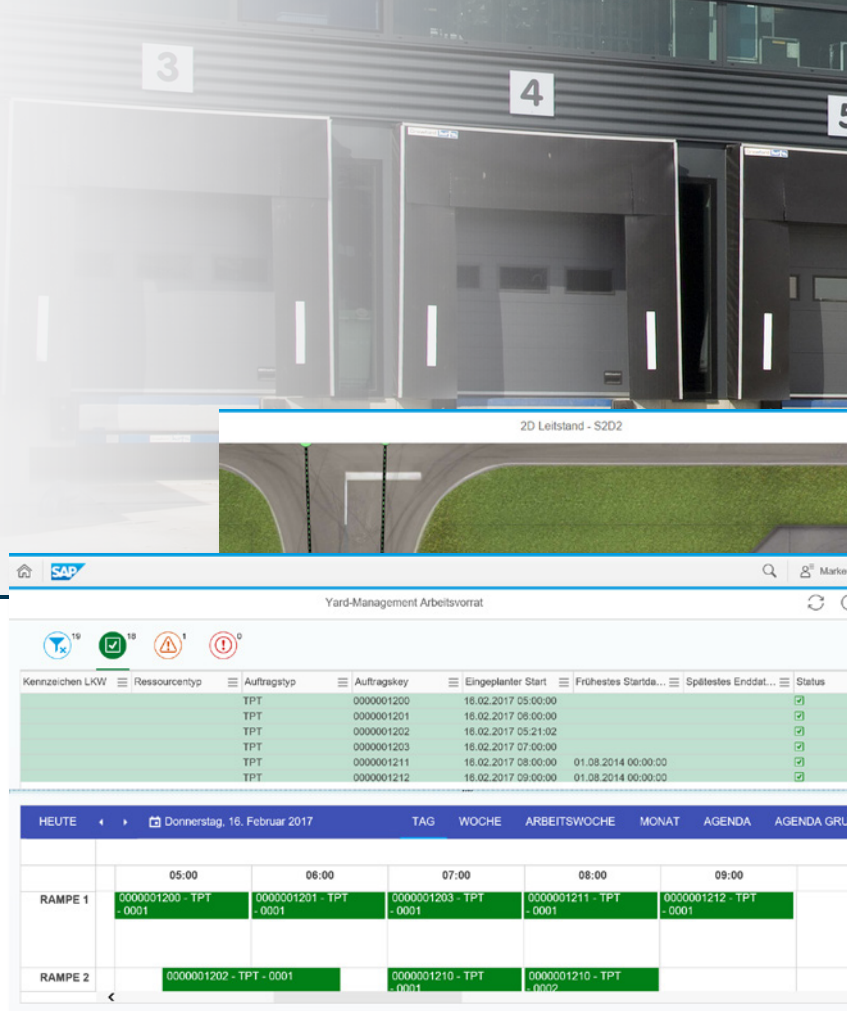 3
4
5
2D Leitstand - S2D2
SAP
Yard-Management Arbeitsvorrat
19
18
1
0
Kennzeichen LKW Ressourcentyp Auftragstyp Auftragskey Eingeplanter Start Frühestes Startda... Spätestes Enddat... Status
TPT 0000001200 16.02.2017 05:00:00
TPT 0000001201 16.02.2017 06:00:00
TPT 0000001202 16.02.2017 05:21:02
TPT 0000001203 16.02.2017 07:00:00
TPT 0000001211 16.02.2017 08:00:00 01.08.2014 00:00:00
TPT 0000001212 16.02.2017 09:00:00 01.08.2014 00:00:00
HEUTE Donnerstag, 16. Februar 2017 TAG WOCHE ARBEITSWOCHE MONAT AGENDA AGENDA GRU
05:00 06:00 07:00 08:00 09:00
RAMPE 1
0000001200 - TPT
- 0001
0000001201 - TPT
- 0001
0000001203 - TPT
- 0001
0000001211 - TPT
- 0001
0000001212 - TPT
- 0001
RAMPE 2
0000001202 - TPT - 0001
0000001210 - TPT
- 0001
0000001210 - TPT
- 0002